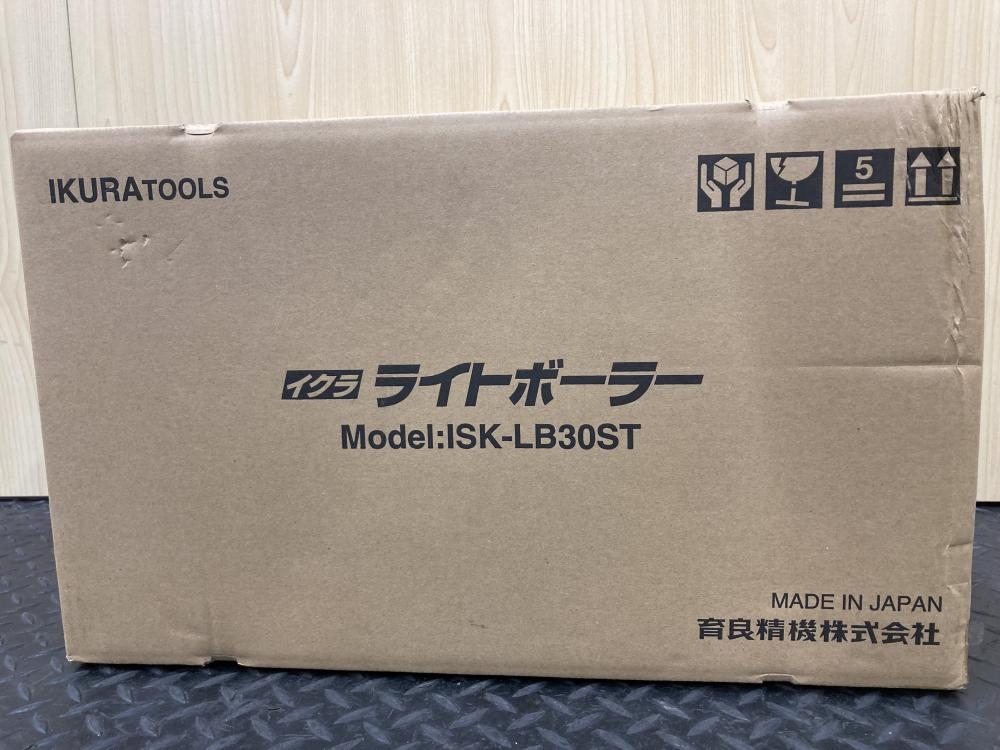 IKURATOOLS
5
イクラ ライトボーラー
Model:ISK-LB30ST
MADE IN JAPAN
育良精機株式会社